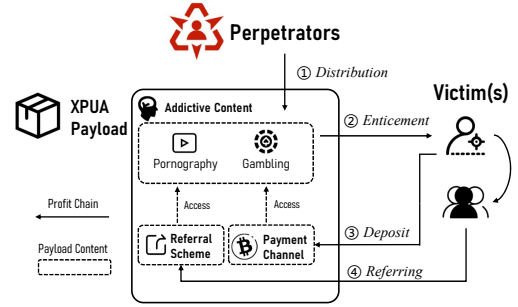 Perpetrators
① Distribution
XPUA
Payload
Addictive Content
Victim(s)
② Enticement
Pornography
Gambling
Profit Chain
Access
Access
Payload Content
Referral
Scheme
Payment
Channel
③ Deposit
④ Referring